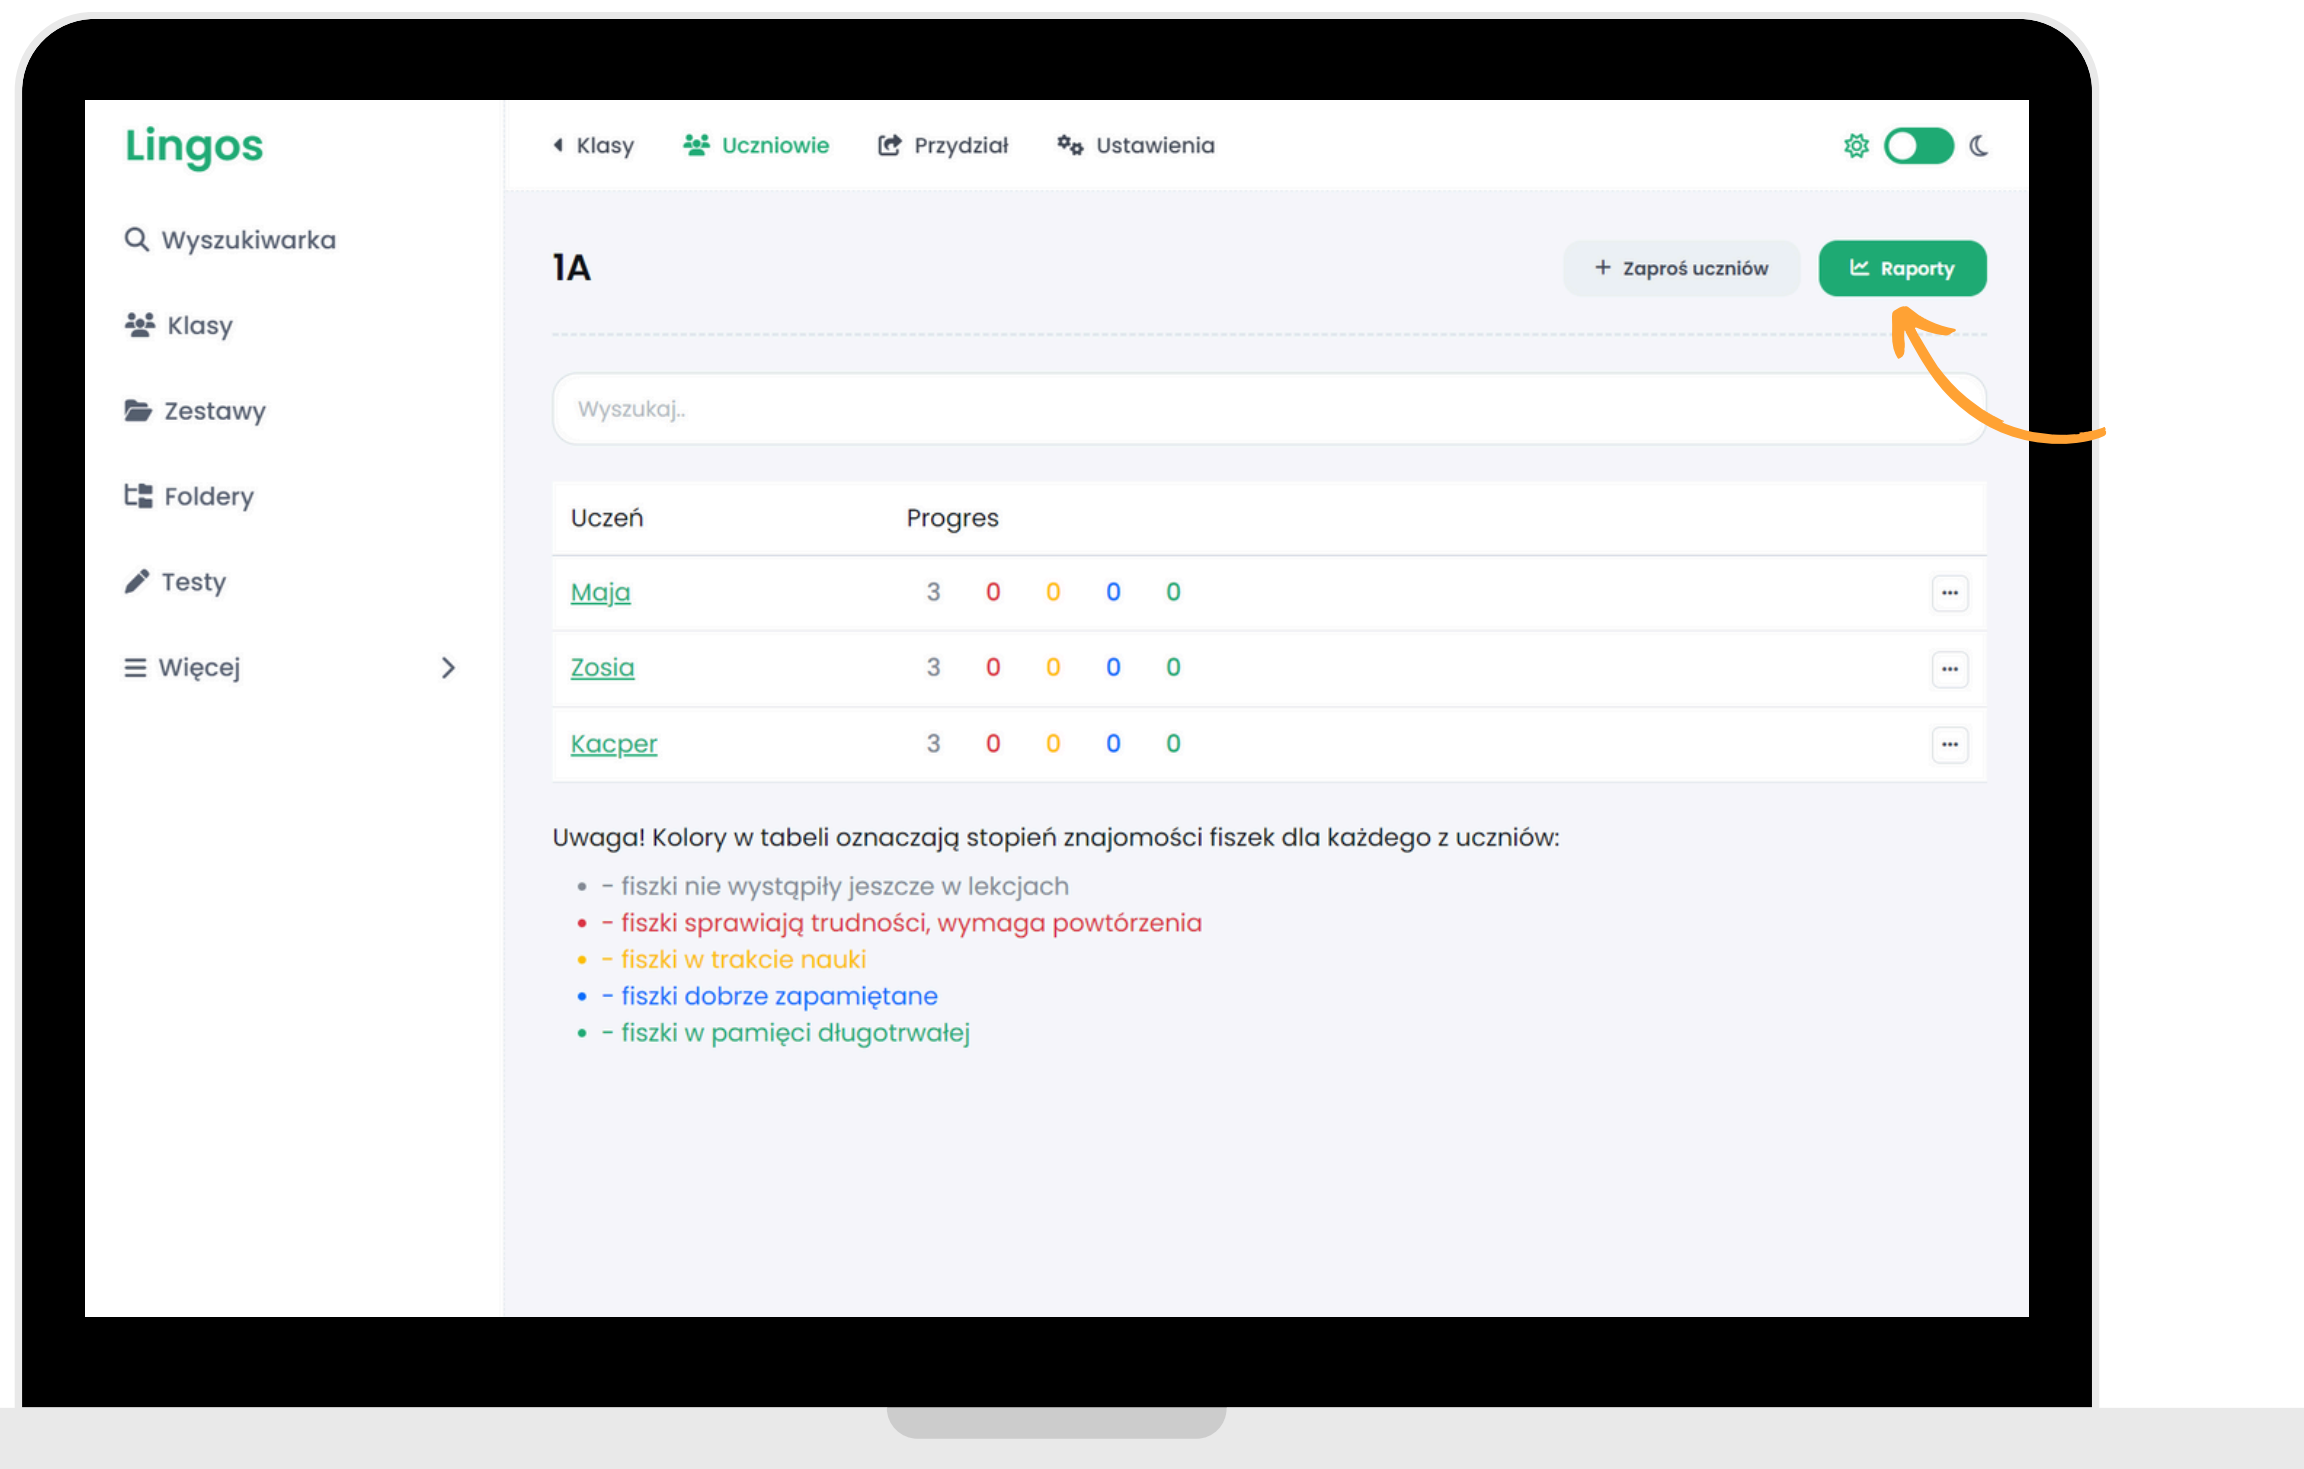 Lingos
Klasy Uczniowie Przydział Ustawienia
Wyszukiwarka
Klasy
Zestawy
Foldery
Testy
Więcej
1A
+ Zaproś uczniów Raporty
Wyszukaj..
Uczeń Progres
Maja 3 0 0 0 0 ...
Zosia 3 0 0 0 0 ...
Kacper 3 0 0 0 0 ...
Uwaga! Kolory w tabeli oznaczają stopień znajomości fiszek dla każdego z uczniów:
• - fiszki nie wystąpiły jeszcze w lekcjach
• - fiszki sprawiają trudności, wymaga powtórzenia
• - fiszki w trakcie nauki
• - fiszki dobrze zapamiętane
• - fiszki w pamięci długotrwałej